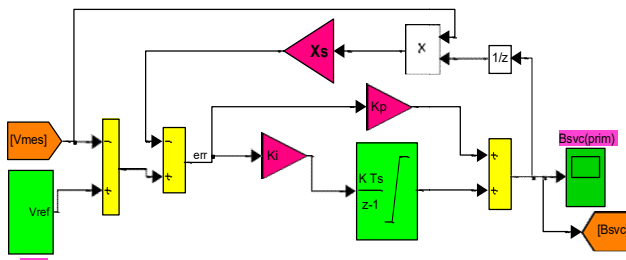 Xs
X
1/z
Kp
[Vmes]
−
+
−
+
err
Ki
K Ts
z-1
+
+
Bsvc(prim)
Vref
[Bsvc